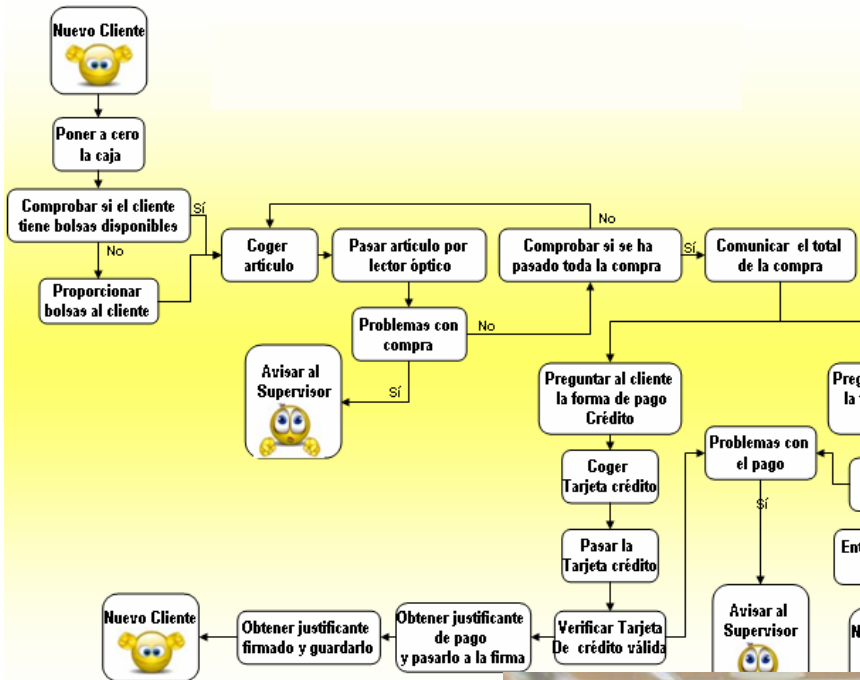 Nuevo Cliente
Poner a cero
la caja
Comprobar si el cliente
tiene bolsas disponibles
Sí
No
Proporcionar
bolsas al cliente
Coger
artículo
Pasar artículo por
lector óptico
Problemas con
compra
No
Sí
Avisar al
Supervisor
Comprobar si se ha
pasado toda la compra
No
Sí
Comunicar el total
de la compra
Preguntar al cliente
la forma de pago
Crédito
Coger
Tarjeta crédito
Pasar la
Tarjeta crédito
Verificar Tarjeta
De crédito válida
Obtener justificante
de pago
y pasarlo a la firma
Obtener justificante
firmado y guardarlo
Nuevo Cliente
Problemas con
el pago
Sí
Avisar al
Supervisor